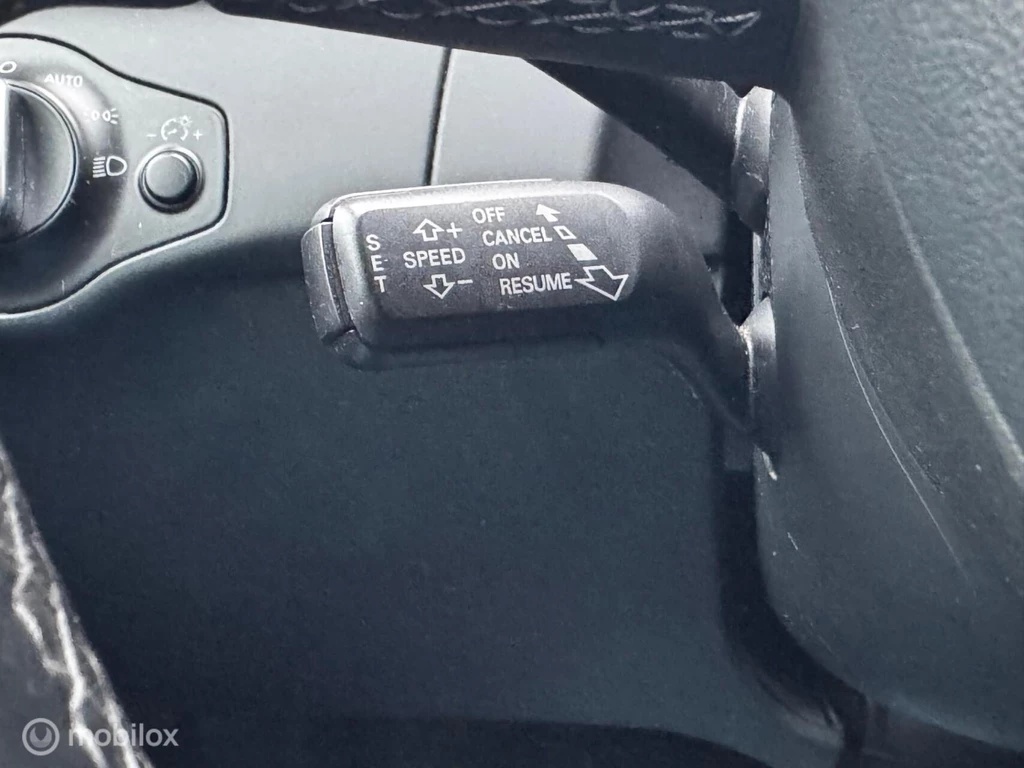 AUTO
- +
SET
+
SPEED
-
OFF
CANCEL
ON
RESUME
mobilox